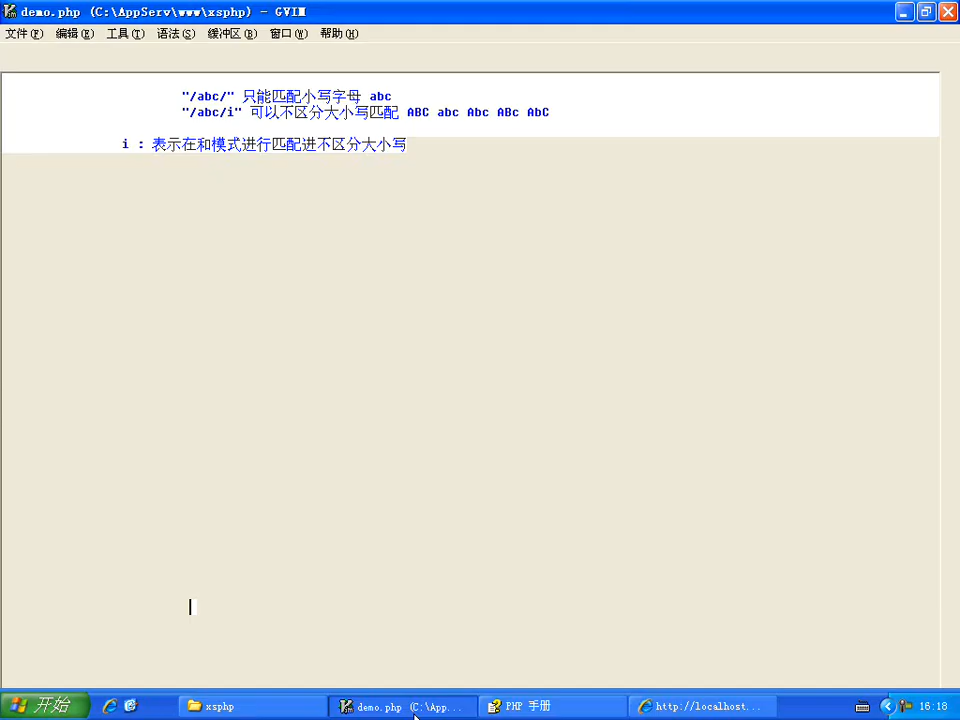 demo.php (C:\AppServ\www\xsphp) - GVIM
文件(F) 编辑(E) 工具(T) 语法(S) 缓冲区(B) 窗口(W) 帮助(H)
"/abc/" 只能匹配小写字母 abc
"/abc/i" 可以不区分大小写匹配 ABC abc Abc ABc AbC
i : 表示在和模式进行匹配进不区分大小写
开始 xsphp demo.php (C:\App... PHP 手册 http://localhost... 16:18